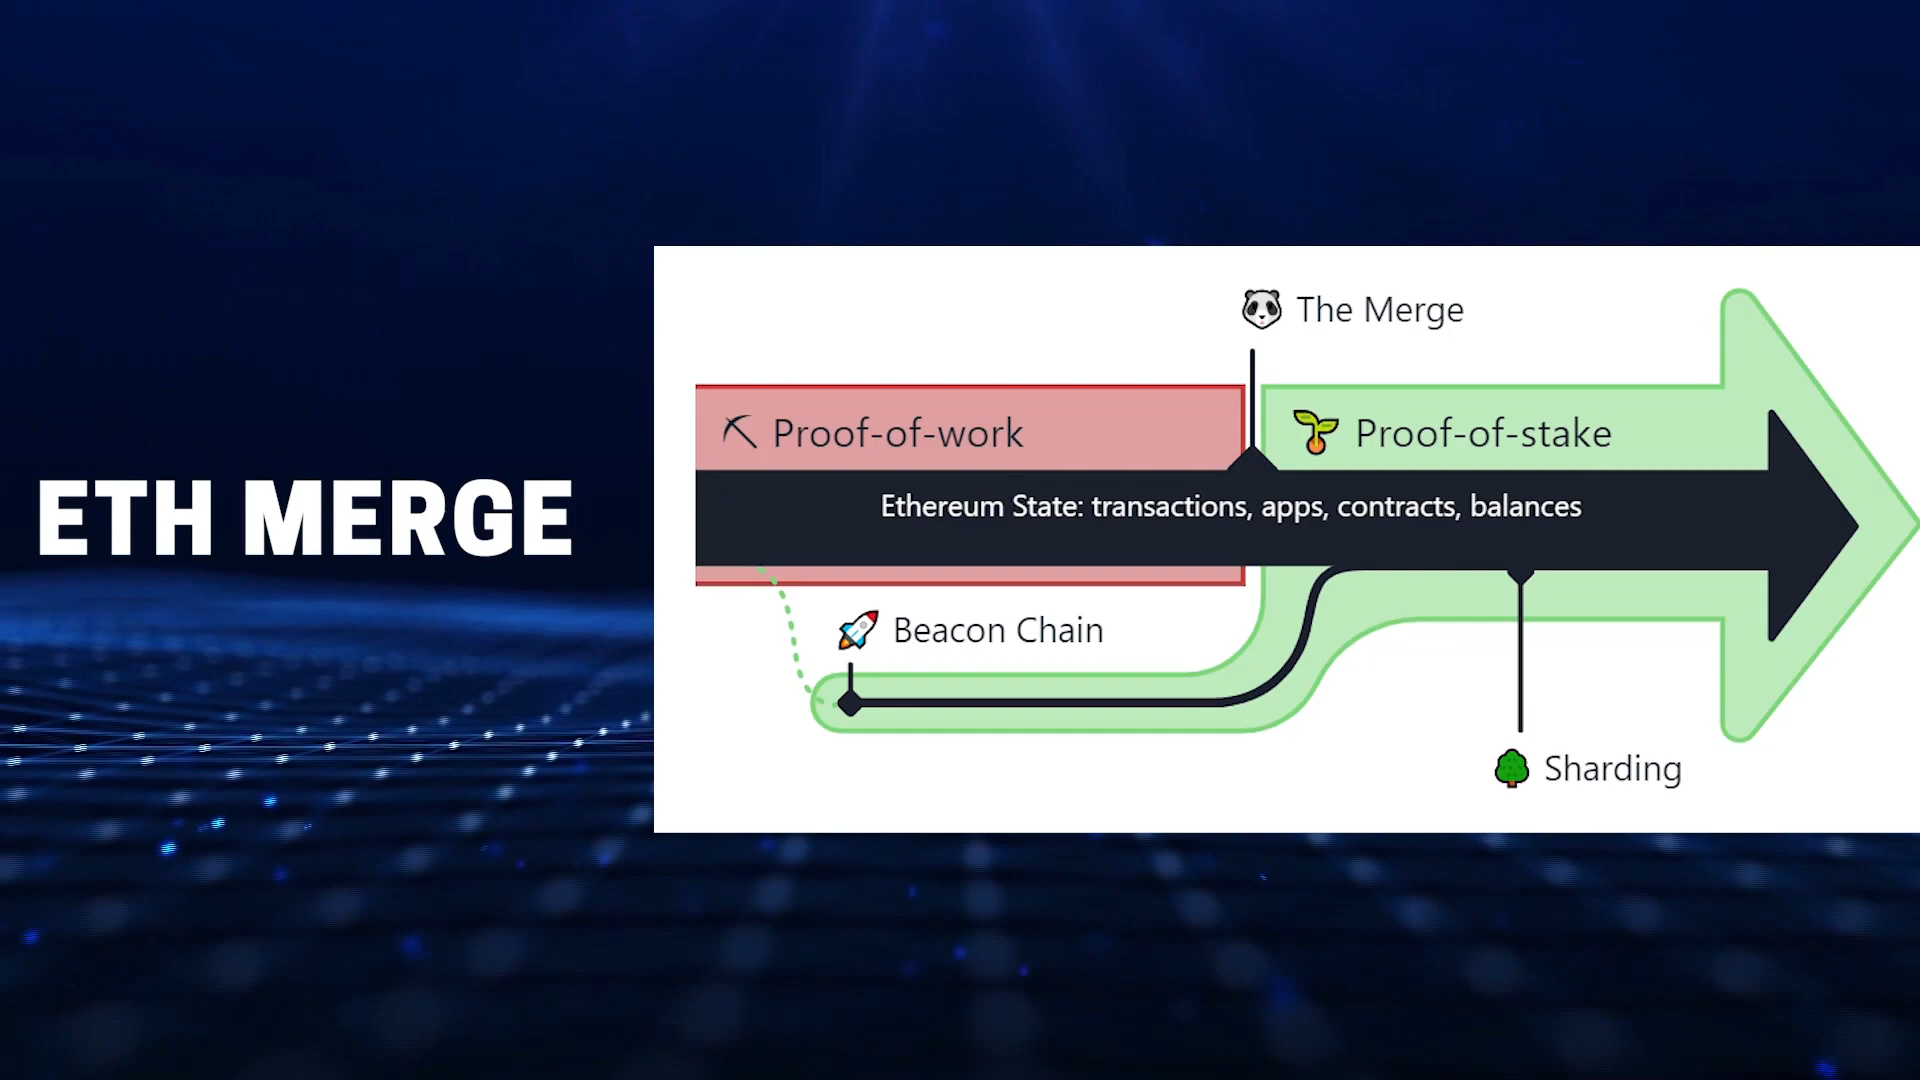 ETH MERGE
The Merge
Proof-of-work
Proof-of-stake
Ethereum State: transactions, apps, contracts, balances
Beacon Chain
Sharding